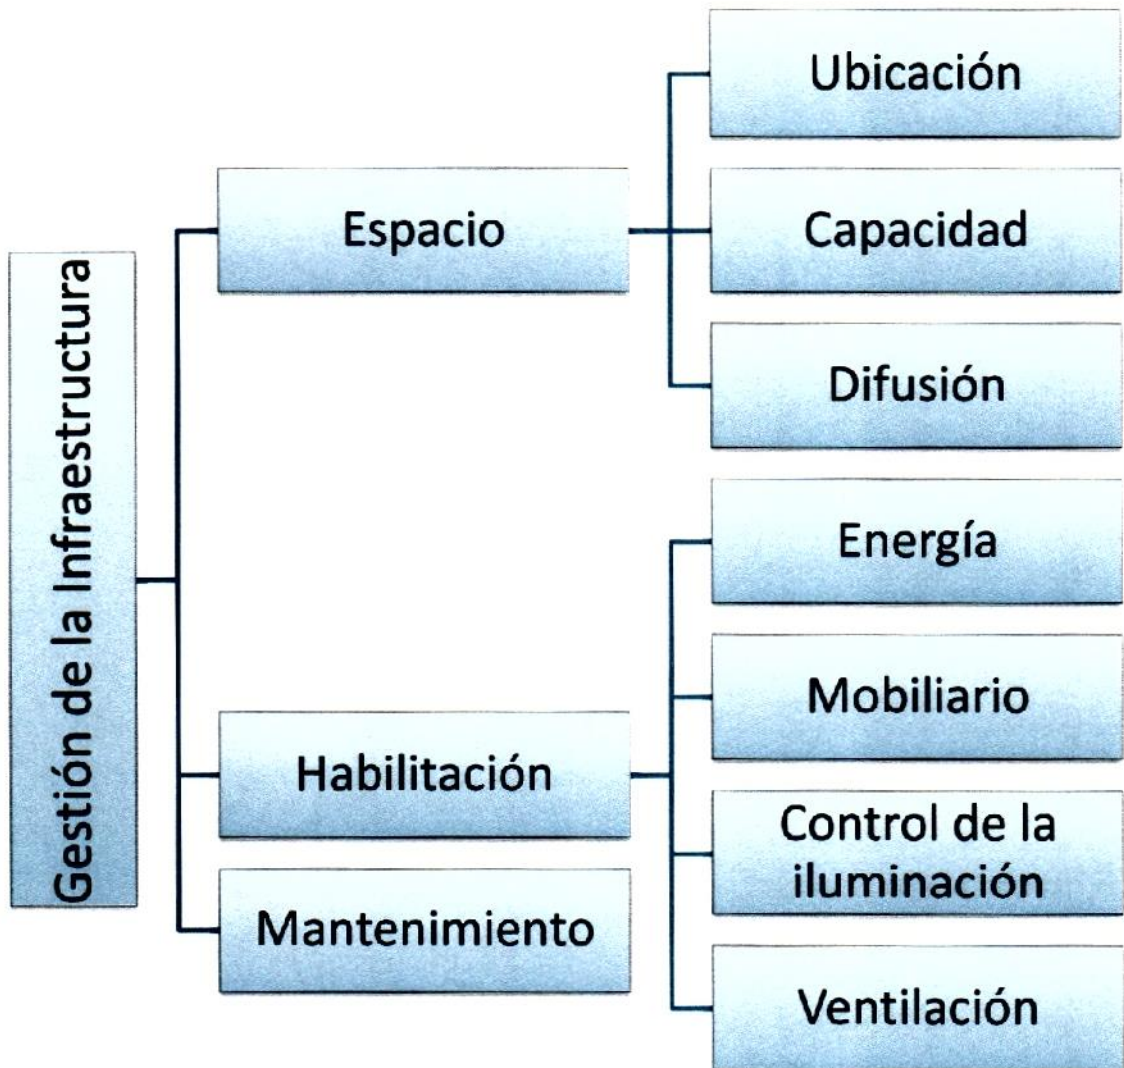 Gestión de la Infraestructura
Espacio
Ubicación
Capacidad
Difusión
Habilitación
Energía
Mobiliario
Control de la
iluminación
Ventilación
Mantenimiento